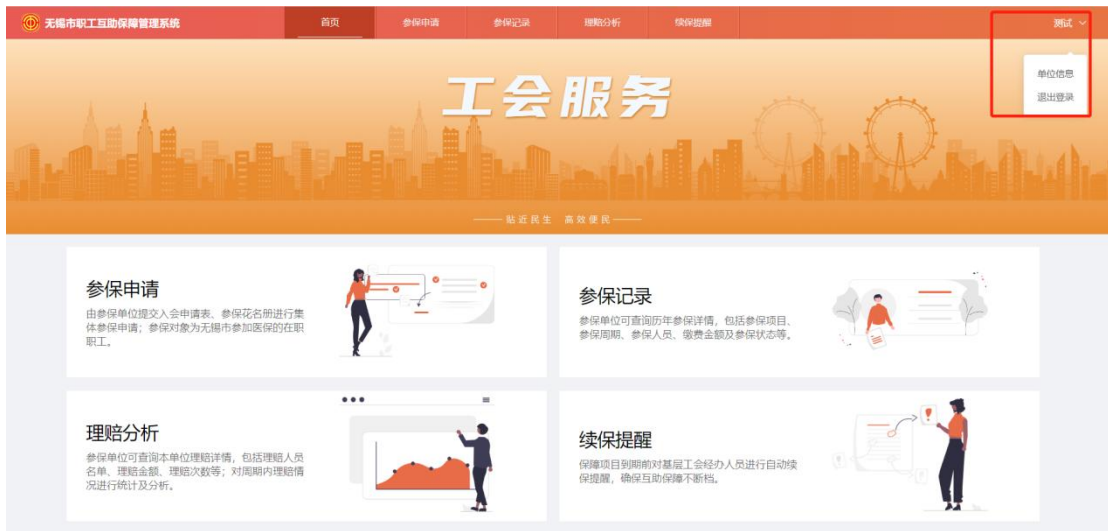 无锡市职工互助保障管理系统
首页
参保申请
参保记录
理赔分析
续保提醒
测试
单位信息
退出登录
工会服务
贴近民生 高效便民
参保申请
由参保单位提交入会申请表、参保花名册进行集
体参保申请；参保对象为无锡市参加医保的在职
职工。
参保记录
参保单位可查询历年参保详情，包括参保项目、
参保周期、参保人员、缴费金额及参保状态等。
理赔分析
参保单位可查询本单位理赔详情，包括理赔人员
名单、理赔金额、理赔次数等；对周期内理赔情
况进行统计及分析。
续保提醒
保障项目到期前对基层工会经办人员进行自动续
保提醒，确保互助保障不断档。